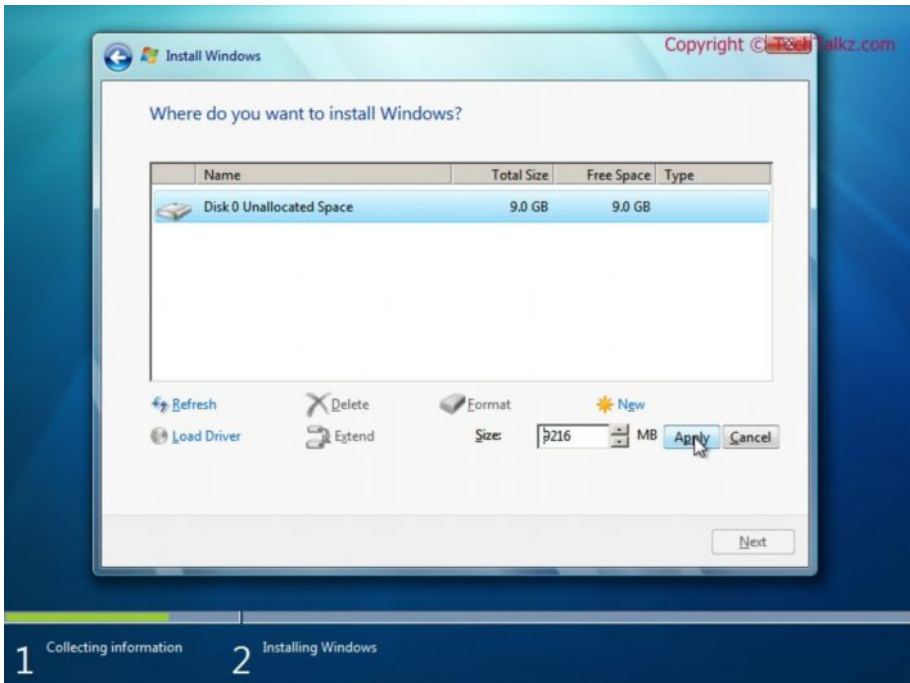 Copyright © TechTalkz.com
Install Windows
Where do you want to install Windows?
Name Total Size Free Space Type
Disk 0 Unallocated Space 9.0 GB 9.0 GB
Refresh Delete Format New
Load Driver Extend Size: 9216 MB Apply Cancel
Next
1 Collecting information 2 Installing Windows